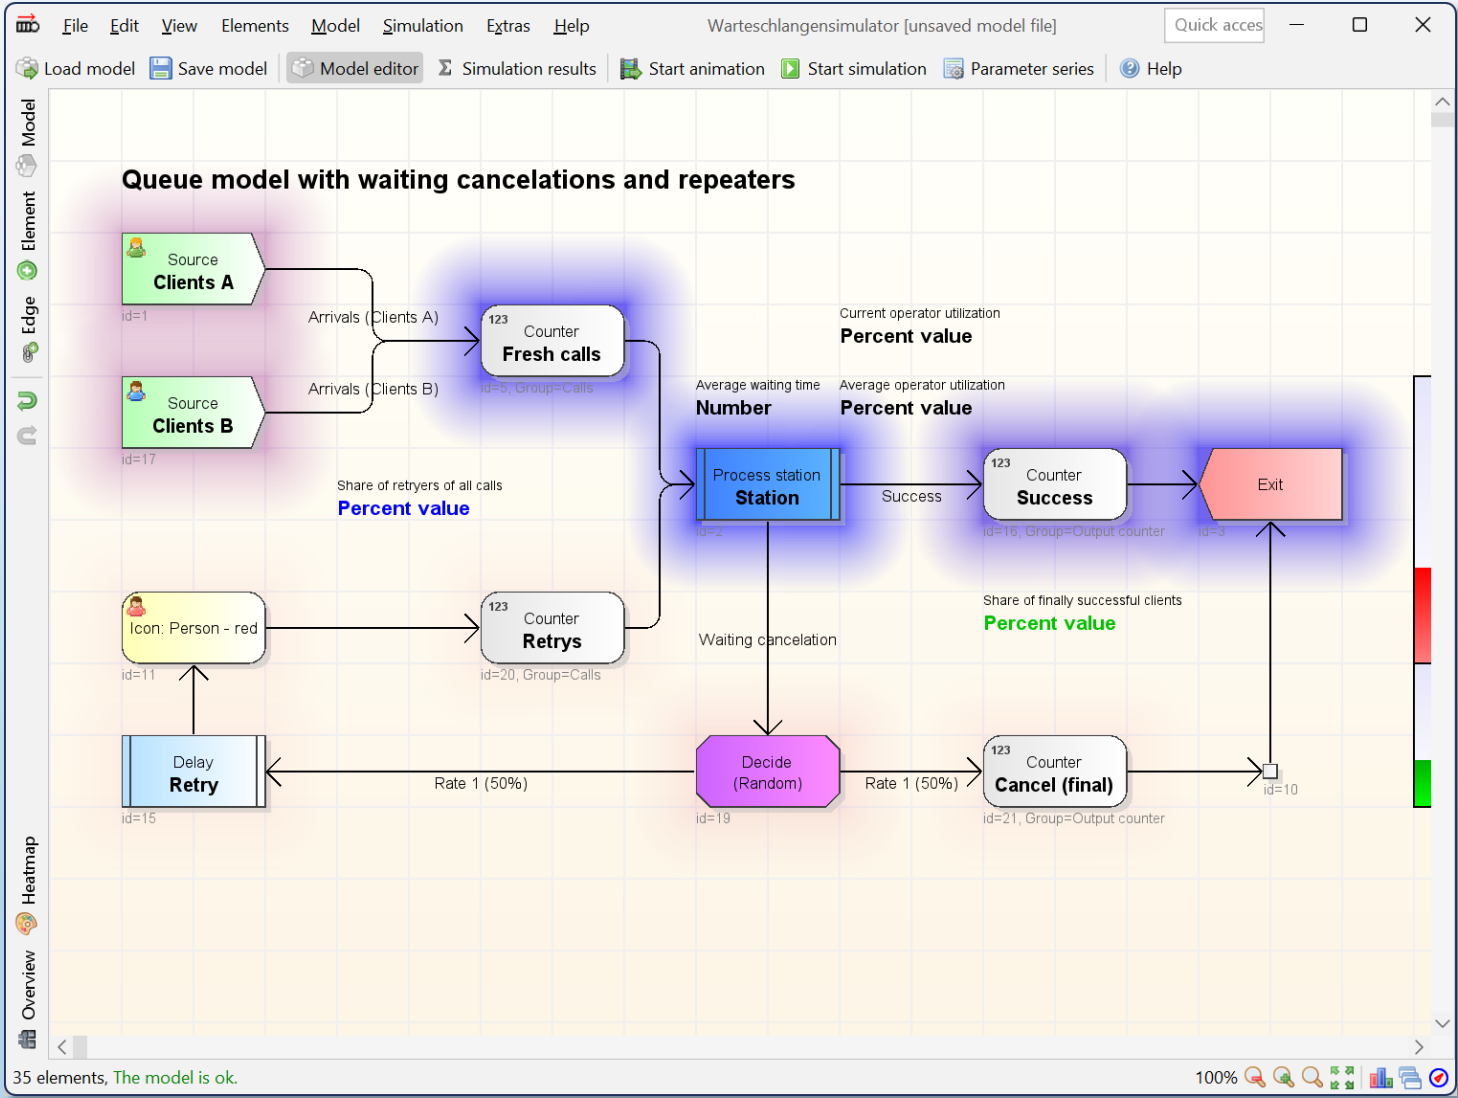 File Edit View Elements Model Simulation Extras Help Warteschlangensimulator [unsaved model file] Quick acces
Load model Save model Model editor Σ Simulation results Start animation Start simulation Parameter series Help
Model
Element
Edge
Heatmap
Overview
Queue model with waiting cancelations and repeaters
Source
Clients A
id=1
Arrivals (Clients A)
123
Counter
Fresh calls
id=5, Group=Calls
Current operator utilization
Percent value
Source
Clients B
id=17
Arrivals (Clients B)
Average waiting time
Number
Average operator utilization
Percent value
Share of retryers of all calls
Percent value
Process station
Station
id=2
Success
123
Counter
Success
id=16, Group=Output counter
Exit
id=3
Icon: Person - red
id=11
123
Counter
Retrys
id=20, Group=Calls
Waiting cancelation
Share of finally successful clients
Percent value
Delay
Retry
id=15
Rate 1 (50%)
Decide
(Random)
id=19
Rate 1 (50%)
123
Counter
Cancel (final)
id=21, Group=Output counter
id=10
35 elements, The model is ok. 100%